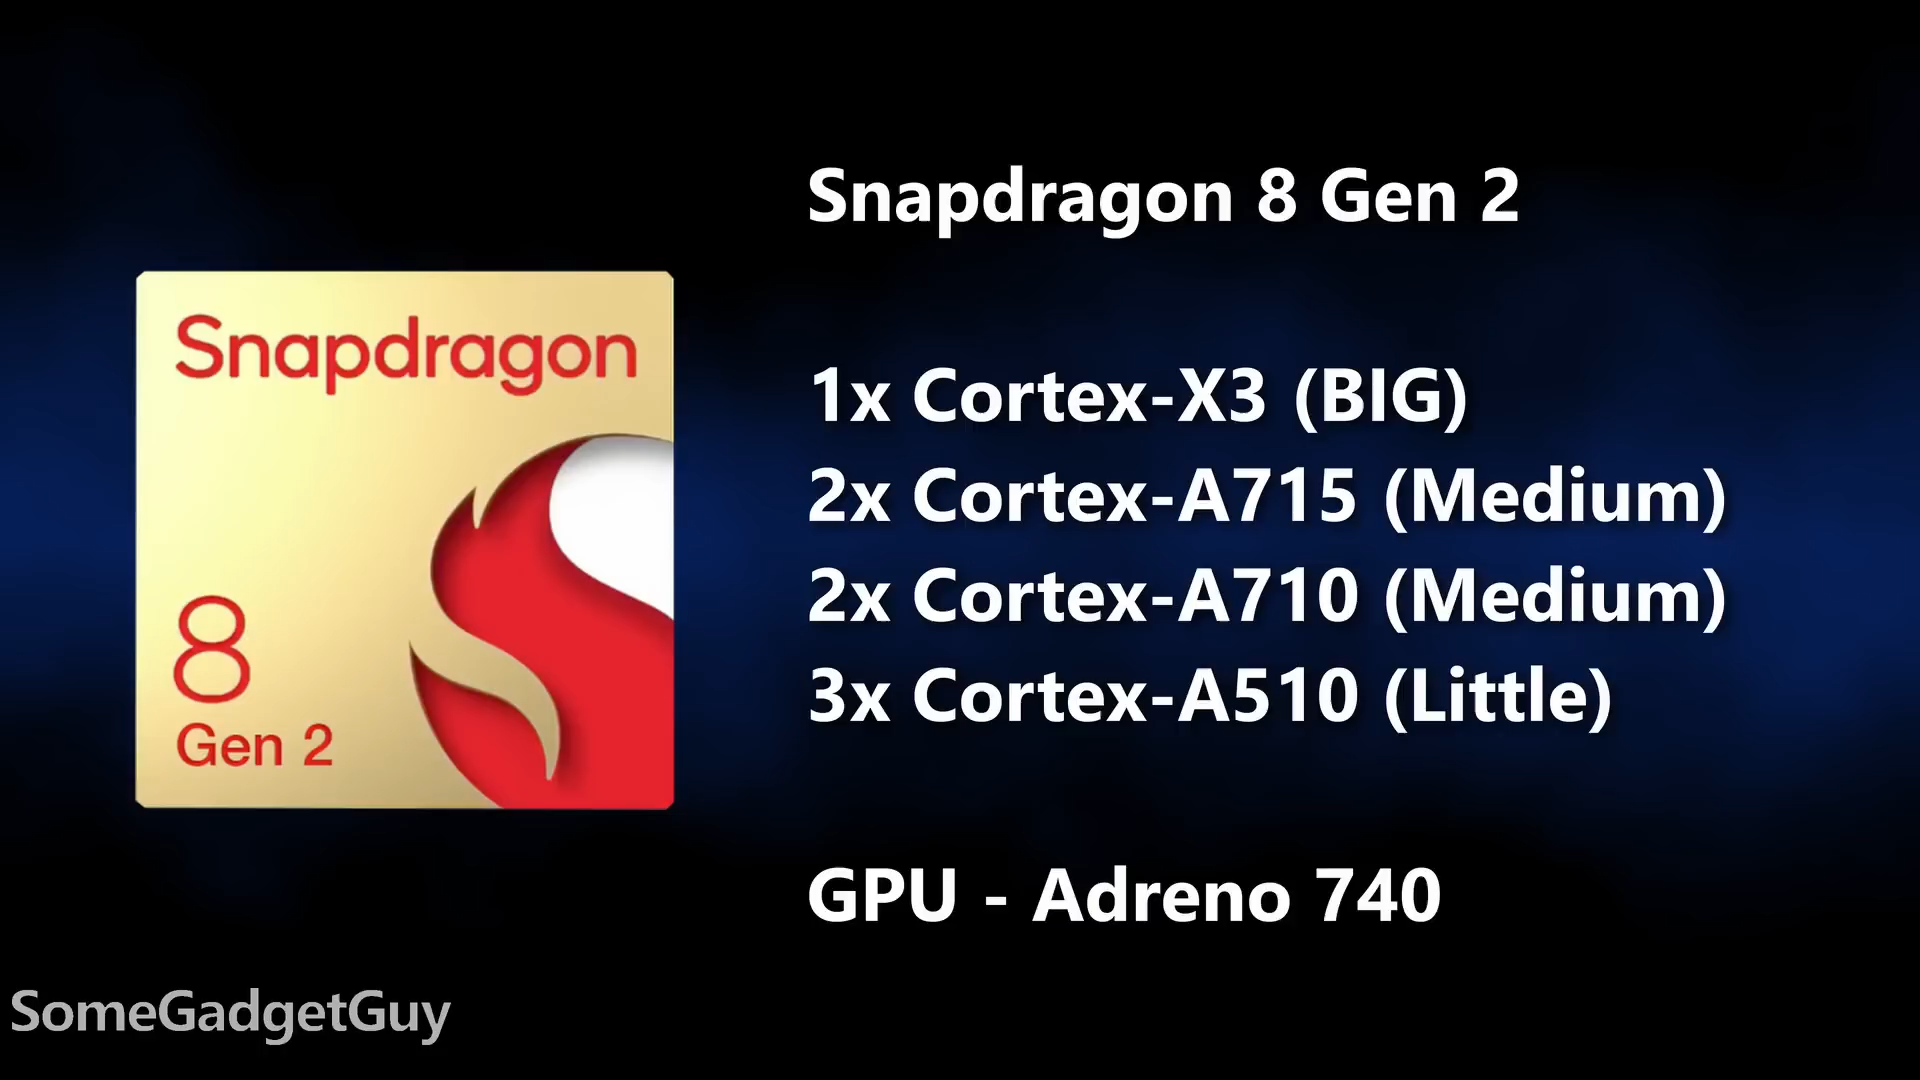 Snapdragon 8 Gen 2
Snapdragon
8
Gen 2
1x Cortex-X3 (BIG)
2x Cortex-A715 (Medium)
2x Cortex-A710 (Medium)
3x Cortex-A510 (Little)
GPU - Adreno 740
SomeGadgetGuy